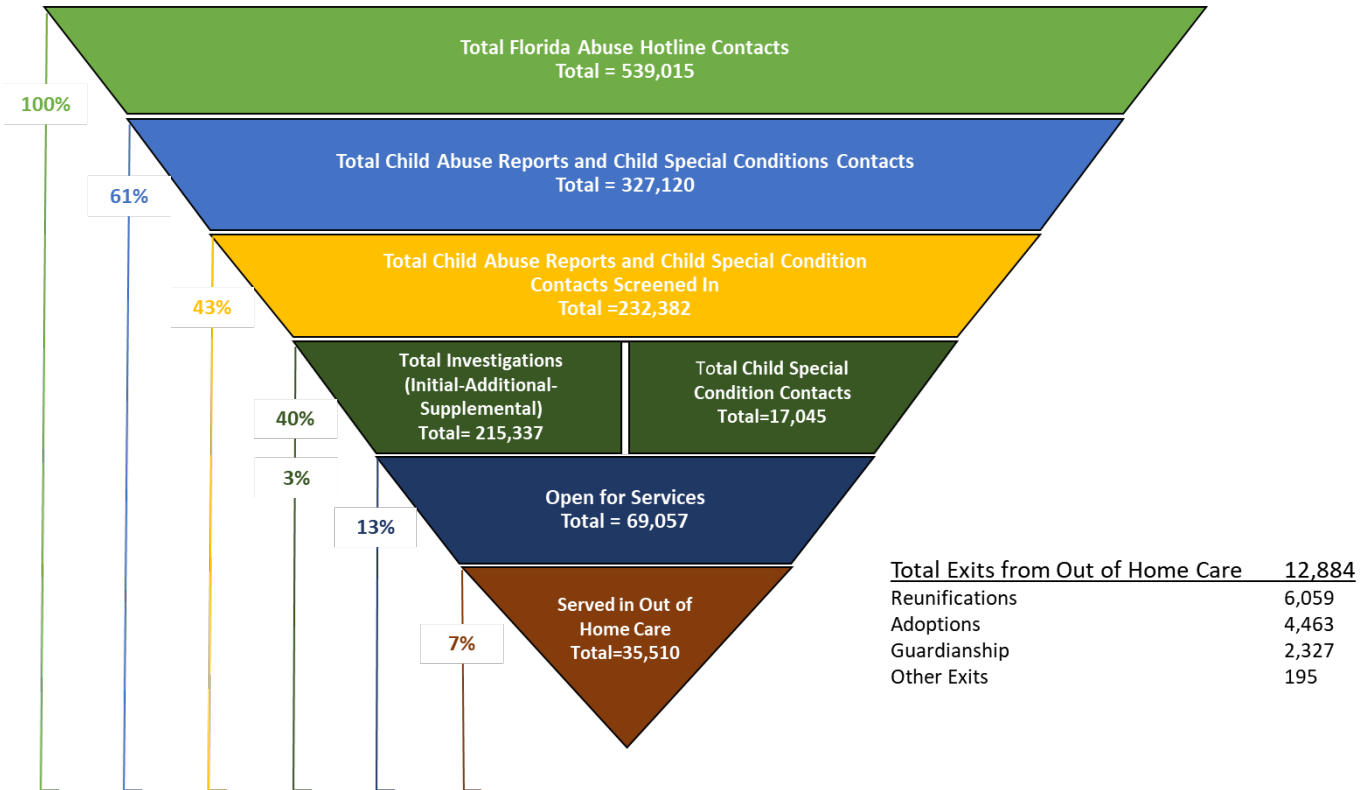 Total Florida Abuse Hotline Contacts
Total = 539,015
100%
Total Child Abuse Reports and Child Special Conditions Contacts
Total = 327,120
61%
Total Child Abuse Reports and Child Special Condition
Contacts Screened In
Total =232,382
43%
Total Investigations
(Initial-Additional-
Supplemental)
Total= 215,337
Total Child Special
Condition Contacts
Total=17,045
40%
3%
Open for Services
Total = 69,057
13%
Served in Out of
Home Care
Total=35,510
7%
Total Exits from Out of Home Care 12,884
Reunifications 6,059
Adoptions 4,463
Guardianship 2,327
Other Exits 195